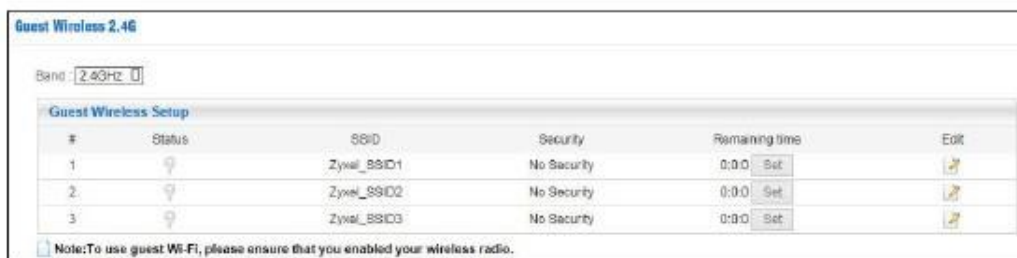 Guest Wireless 2.4G
Band : 2.4GHz
Guest Wireless Setup
# Status SSID Security Remaining time Edit
1 Zyxel_SSID1 No Security 0:0:0 Set
2 Zyxel_SSID2 No Security 0:0:0 Set
3 Zyxel_SSID3 No Security 0:0:0 Set
Note:To use guest Wi-Fi, please ensure that you enabled your wireless radio.